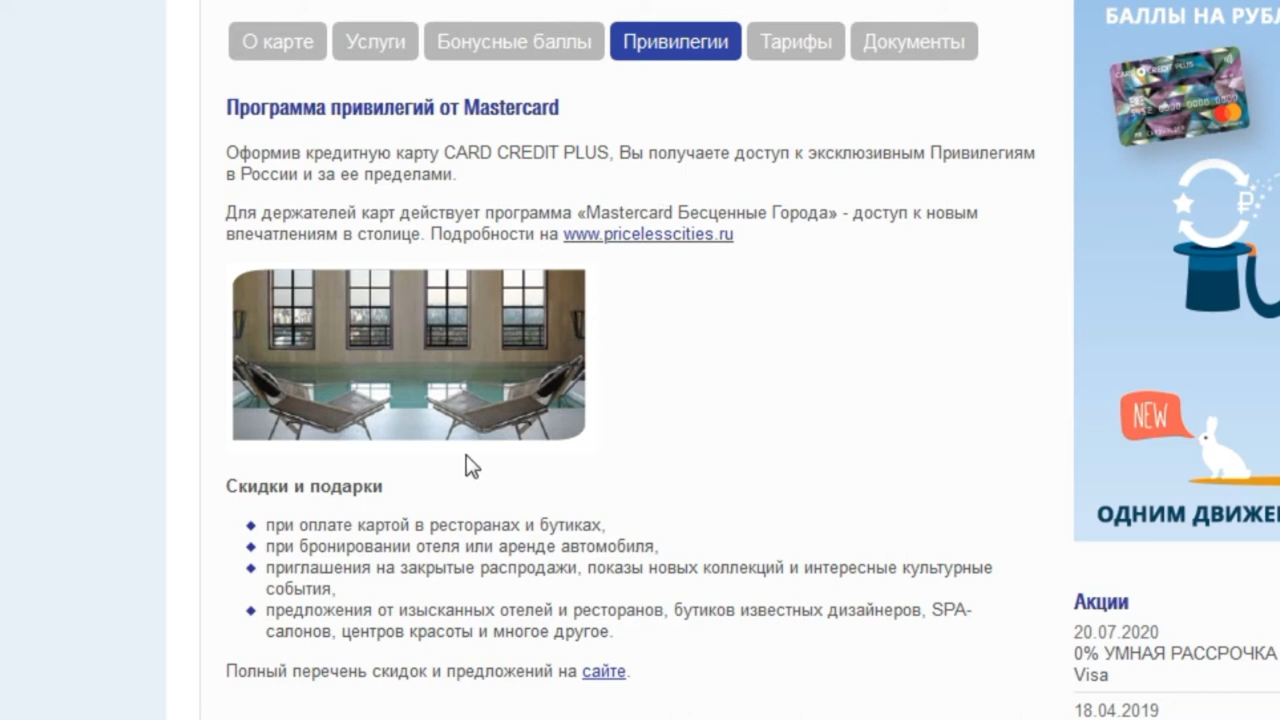 О карте
Услуги
Бонусные баллы
Привилегии
Тарифы
Документы
Программа привилегий от Mastercard
Оформив кредитную карту CARD CREDIT PLUS, Вы получаете доступ к эксклюзивным Привилегиям
в России и за ее пределами.
Для держателей карт действует программа «Mastercard Бесценные Города» - доступ к новым
впечатлениям в столице. Подробности на www.pricelesscities.ru
Скидки и подарки
при оплате картой в ресторанах и бутиках,
при бронировании отеля или аренде автомобиля,
приглашения на закрытые распродажи, показы новых коллекций и интересные культурные
события,
предложения от изысканных отелей и ресторанов, бутиков известных дизайнеров, SPA-
салонов, центров красоты и многое другое.
Полный перечень скидок и предложений на сайте.
БАЛЛЫ НА РУБЛ
CARD CREDIT PLUS
NEW
ОДНИМ ДВИЖЕН
Акции
20.07.2020
0% УМНАЯ РАССРОЧКА
Visa
18.04.2019